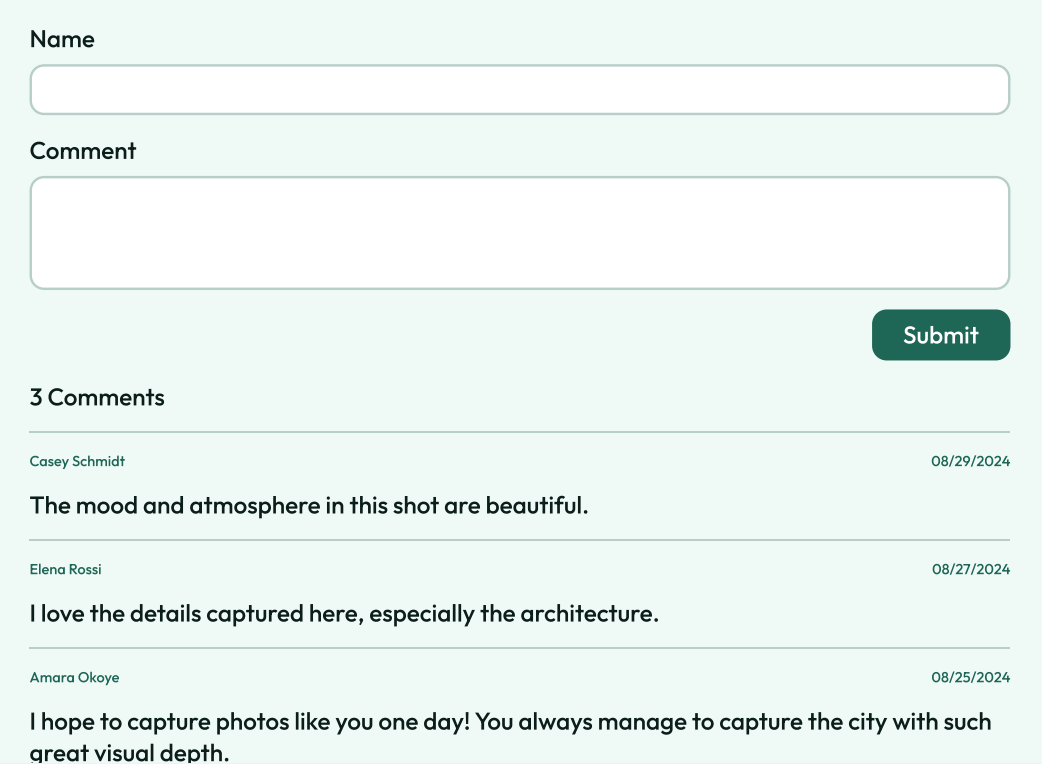 Name
Comment
Submit
3 Comments
Casey Schmidt 08/29/2024
The mood and atmosphere in this shot are beautiful.
Elena Rossi 08/27/2024
I love the details captured here, especially the architecture.
Amara Okoye 08/25/2024
I hope to capture photos like you one day! You always manage to capture the city with such
great visual depth.